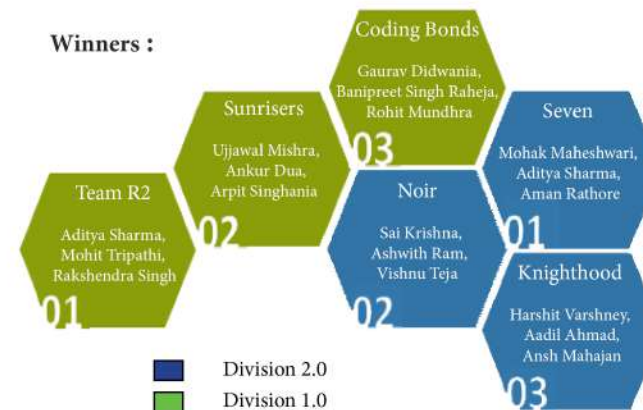 Winners :
Coding Bonds
Gaurav Didwania,
Banipreet Singh Raheja,
Rohit Mundhra
03
Sunrisers
Ujjawal Mishra,
Ankur Dua,
Arpit Singhania
02
Seven
Mohak Maheshwari,
Aditya Sharma,
Aman Rathore
01
Team R2
Aditya Sharma,
Mohit Tripathi,
Rakshendra Singh
01
Noir
Sai Krishna,
Ashwith Ram,
Vishnu Teja
02
Knighthood
Harshit Varshney,
Aadil Ahmad,
Ansh Mahajan
03
Division 2.0
Division 1.0